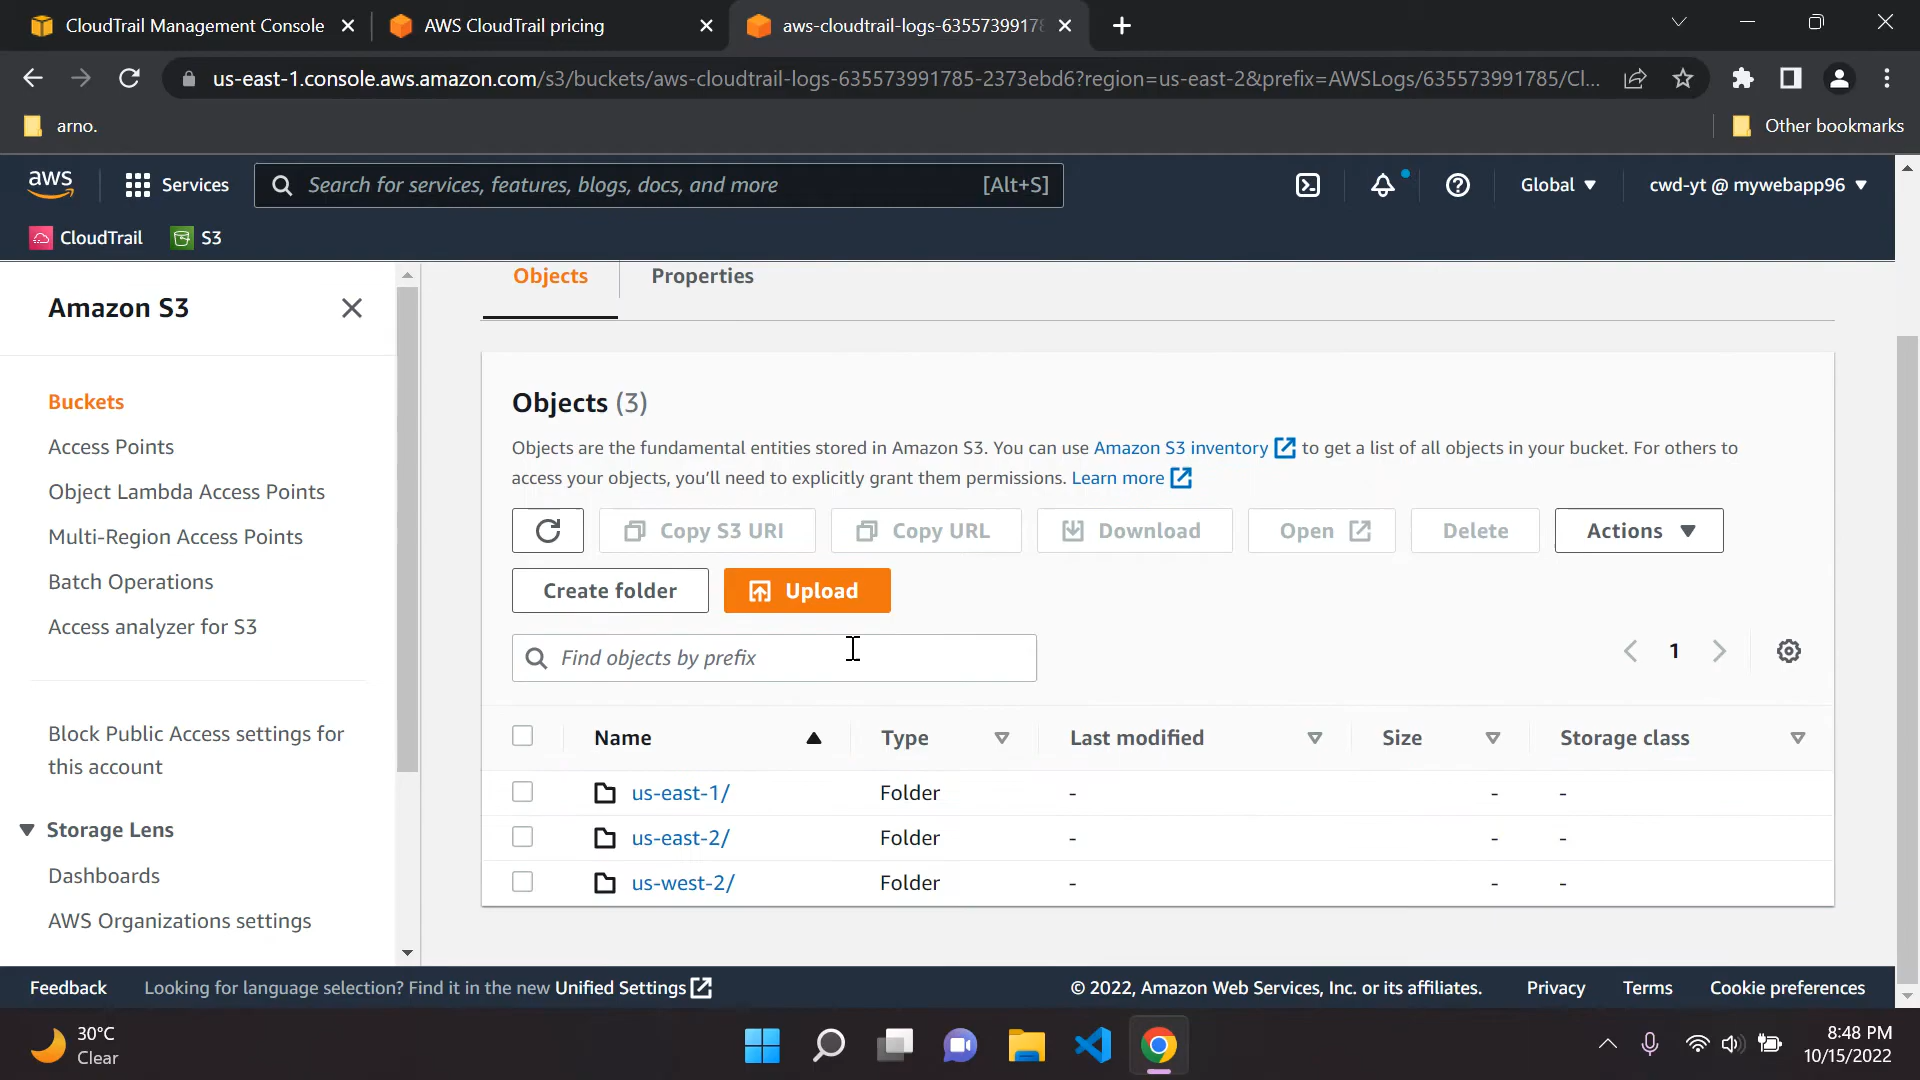 CloudTrail Management Console
AWS CloudTrail pricing
aws-cloudtrail-logs-6355739917
us-east-1.console.aws.amazon.com/s3/buckets/aws-cloudtrail-logs-635573991785-2373ebd6?region=us-east-2&prefix=AWSLogs/635573991785/Cl...
arno.
Other bookmarks
aws
Services
Search for services, features, blogs, docs, and more
[Alt+S]
Global
cwd-yt @ mywebapp96
CloudTrail
S3
Amazon S3
Buckets
Access Points
Object Lambda Access Points
Multi-Region Access Points
Batch Operations
Access analyzer for S3
Block Public Access settings for
this account
Storage Lens
Dashboards
AWS Organizations settings
Objects
Properties
Objects (3)
Objects are the fundamental entities stored in Amazon S3. You can use Amazon S3 inventory to get a list of all objects in your bucket. For others to
access your objects, you'll need to explicitly grant them permissions. Learn more
Copy S3 URI
Copy URL
Download
Open
Delete
Actions
Create folder
Upload
Find objects by prefix
1
Name Type Last modified Size Storage class
us-east-1/ Folder - - -
us-east-2/ Folder - - -
us-west-2/ Folder - - -
Feedback
Looking for language selection? Find it in the new Unified Settings
© 2022, Amazon Web Services, Inc. or its affiliates.
Privacy
Terms
Cookie preferences
30°C
Clear
8:48 PM
10/15/2022